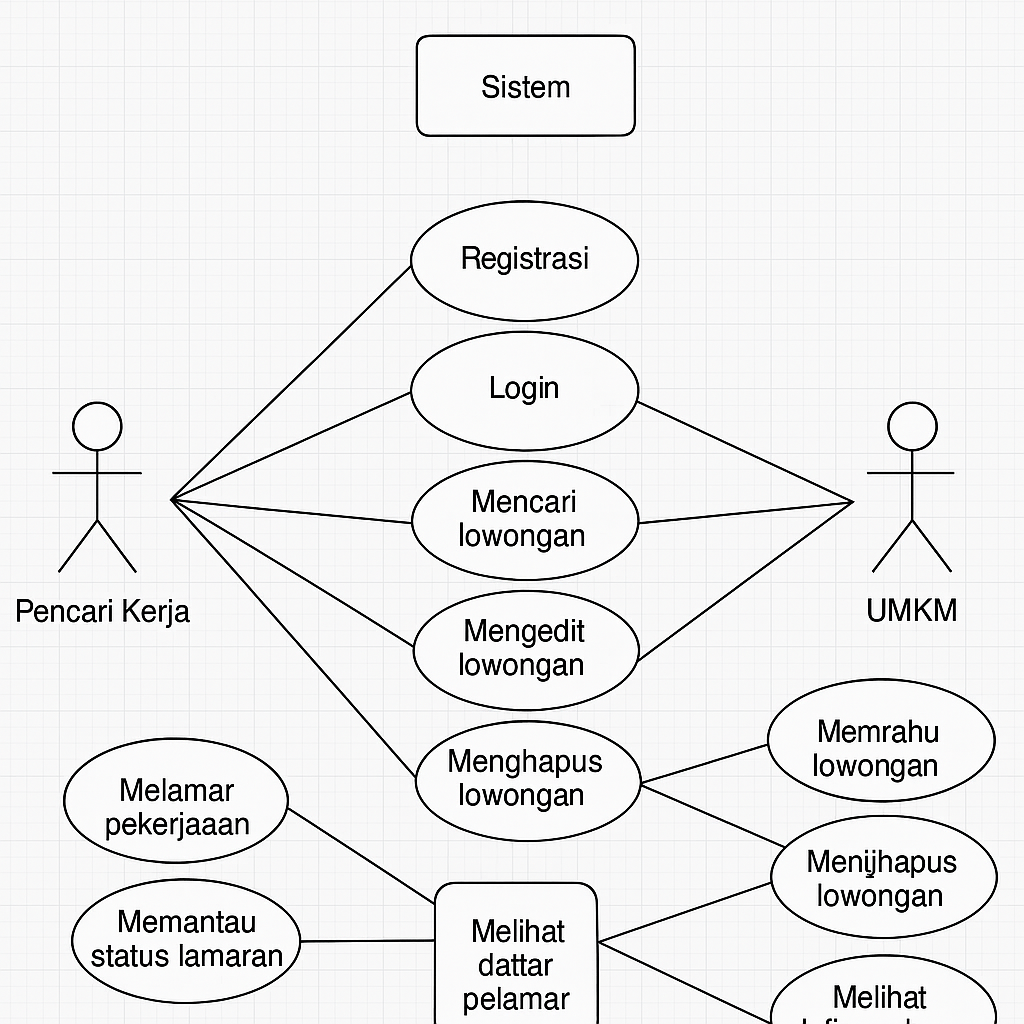 Sistem
Registrasi
Login
Mencari
lowongan
Mengedit
lowongan
Menghapus
lowongan
Pencari Kerja
UMKM
Memrahu
lowongan
Melamar
pekerjaaan
Menijhapus
lowongan
Memantau
status lamaran
Melihat
dattar
pelamar
Melihat